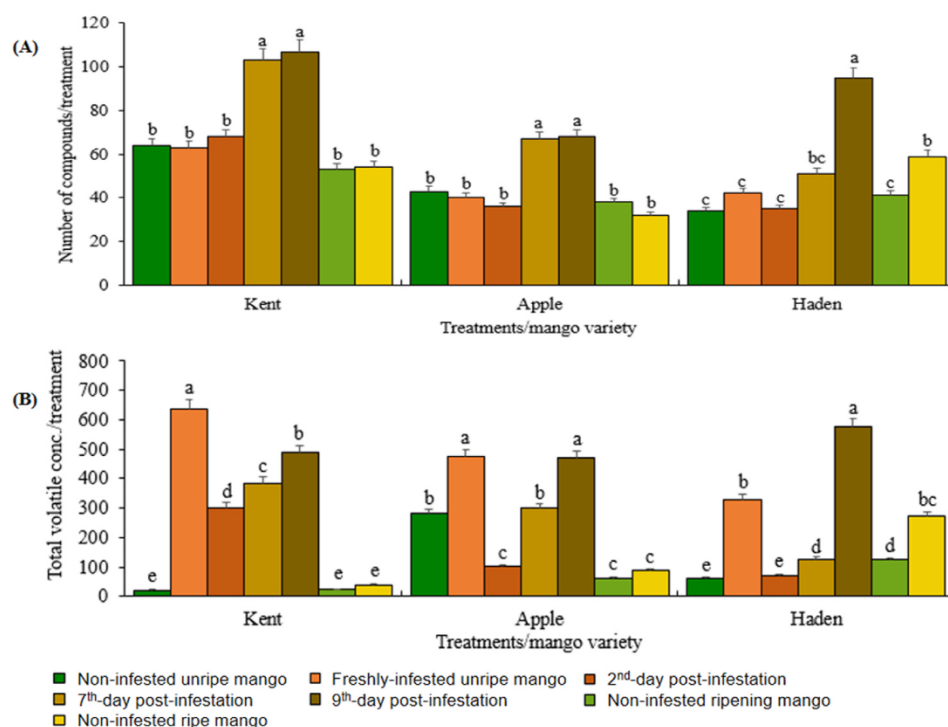 (A)
Number of compounds/treatment
120
100
80
60
40
20
0
b b b a a b b
b b b a a b b
c c c bc a c b
Kent Apple Haden
Treatments/mango variety
(B)
Total volatile conc./treatment
800
700
600
500
400
300
200
100
0
e a d c b e e
b a c b a c c
e b e d a d bc
Kent Apple Haden
Treatments/mango variety
Non-infested unripe mango Freshly-infested unripe mango 2nd-day post-infestation
7th-day post-infestation 9th-day post-infestation Non-infested ripening mango
Non-infested ripe mango